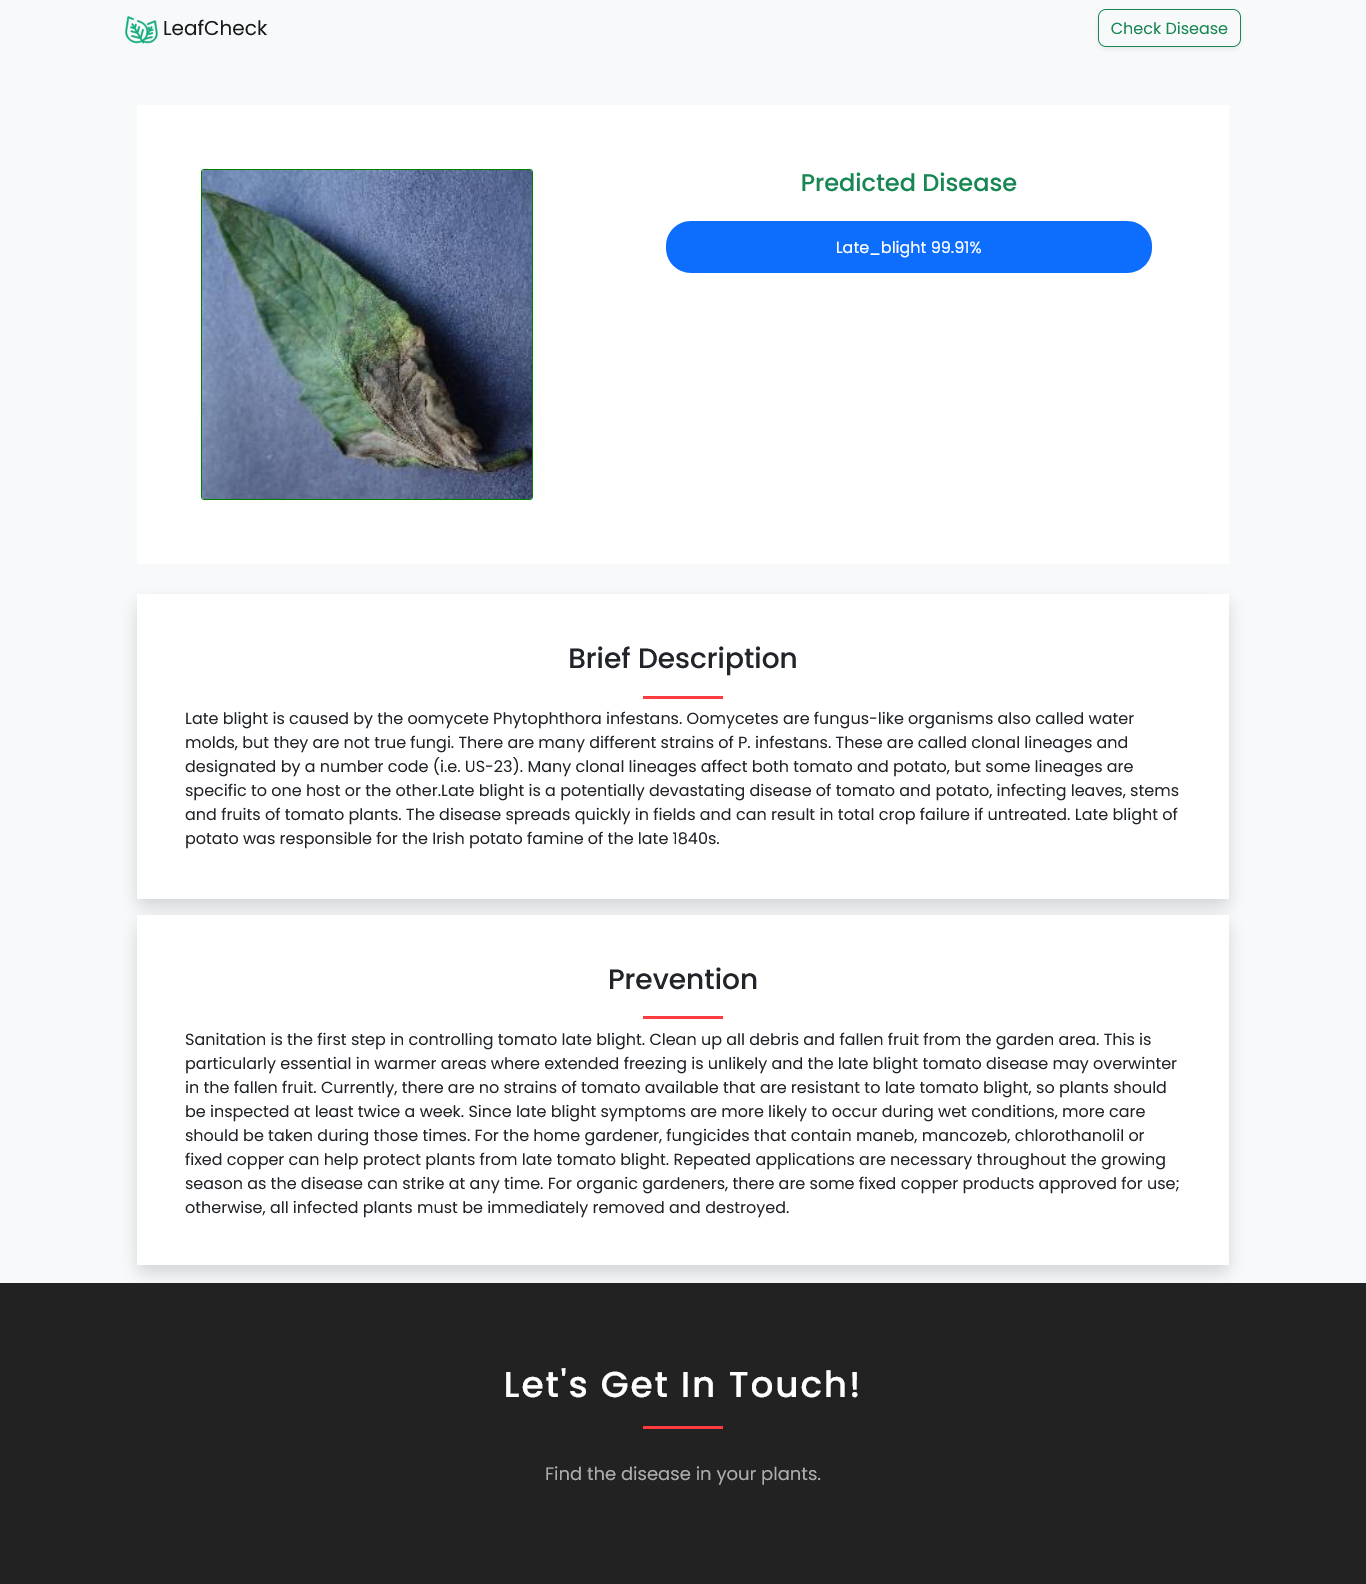 LeafCheck
Check Disease
Predicted Disease
Late_blight 99.91%
Brief Description
Late blight is caused by the oomycete Phytophthora infestans. Oomycetes are fungus-like organisms also called water
molds, but they are not true fungi. There are many different strains of P. infestans. These are called clonal lineages and
designated by a number code (i.e. US-23). Many clonal lineages affect both tomato and potato, but some lineages are
specific to one host or the other.Late blight is a potentially devastating disease of tomato and potato, infecting leaves, stems
and fruits of tomato plants. The disease spreads quickly in fields and can result in total crop failure if untreated. Late blight of
potato was responsible for the Irish potato famine of the late 1840s.
Prevention
Sanitation is the first step in controlling tomato late blight. Clean up all debris and fallen fruit from the garden area. This is
particularly essential in warmer areas where extended freezing is unlikely and the late blight tomato disease may overwinter
in the fallen fruit. Currently, there are no strains of tomato available that are resistant to late tomato blight, so plants should
be inspected at least twice a week. Since late blight symptoms are more likely to occur during wet conditions, more care
should be taken during those times. For the home gardener, fungicides that contain maneb, mancozeb, chlorothanolil or
fixed copper can help protect plants from late tomato blight. Repeated applications are necessary throughout the growing
season as the disease can strike at any time. For organic gardeners, there are some fixed copper products approved for use;
otherwise, all infected plants must be immediately removed and destroyed.
Let's Get In Touch!
Find the disease in your plants.